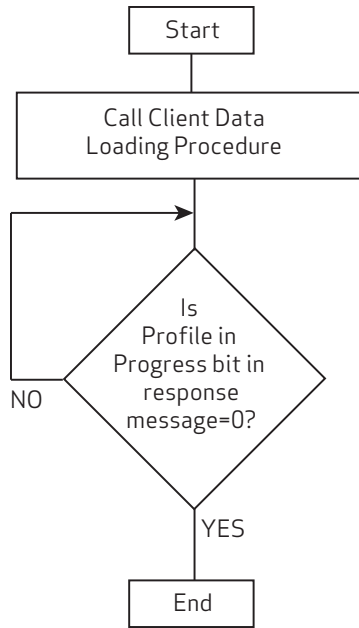 Start
Call Client Data
Loading Procedure
Is
Profile in
Progress bit in
response
message=0?
NO
YES
End